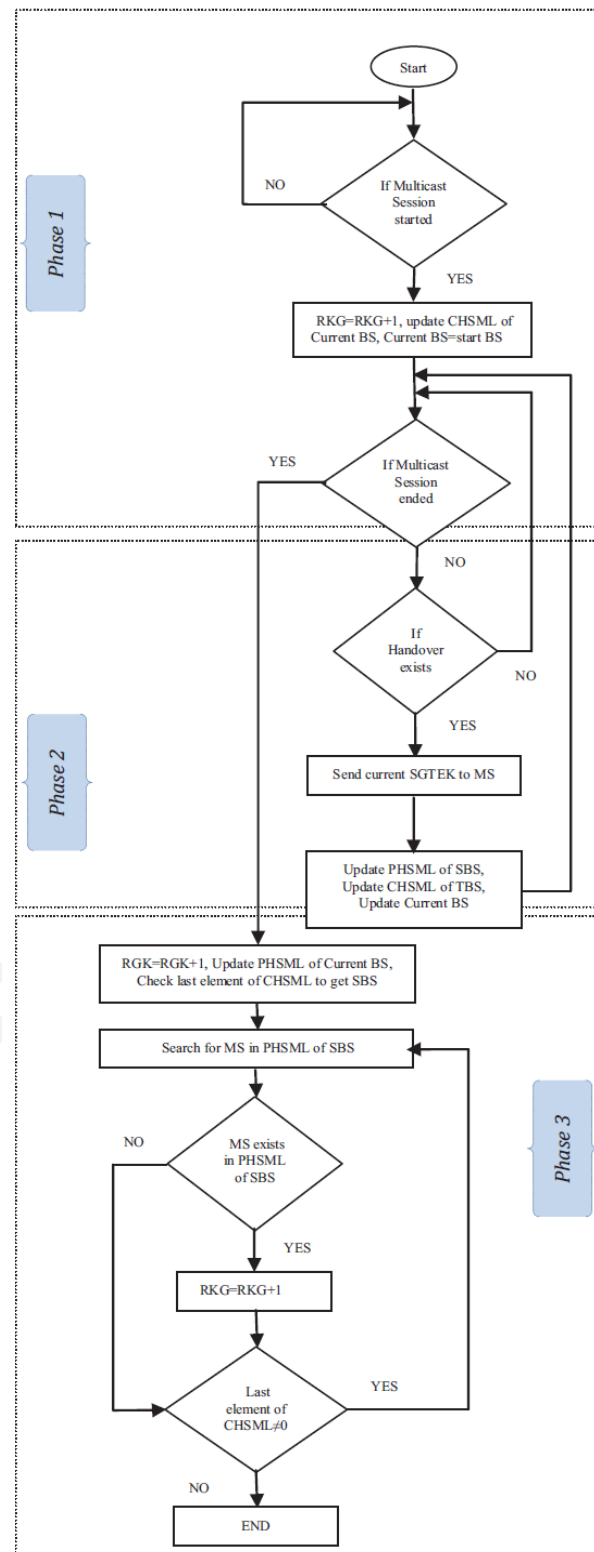 Start
NO
If Multicast
Session
started
Phase 1
YES
RKG=RKG+1, update CHSML of
Current BS, Current BS=start BS
YES
If Multicast
Session
ended
NO
If
Handover
exists
NO
YES
Phase 2
Send current SGTEK to MS
Update PHSML of SBS,
Update CHSML of TBS,
Update Current BS
RGK=RGK+1, Update PHSML of Current BS,
Check last element of CHSML to get SBS
Search for MS in PHSML of SBS
NO
MS exists
in PHSML
of SBS
Phase 3
YES
RKG=RKG+1
YES
Last
element of
CHSML≠0
NO
END